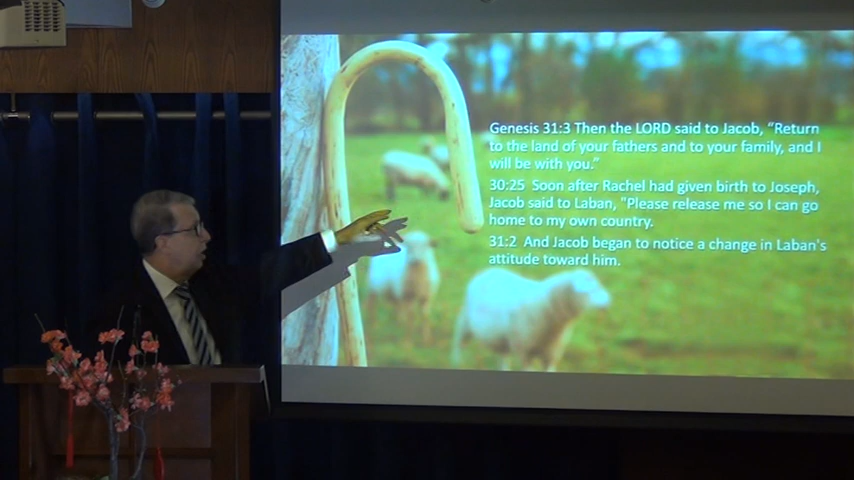 Genesis 31:3 Then the LORD said to Jacob, “Return
to the land of your fathers and to your family, and I
will be with you.”
30:25 Soon after Rachel had given birth to Joseph,
Jacob said to Laban, "Please release me so I can go
home to my own country.
31:2 And Jacob began to notice a change in Laban's
attitude toward him.